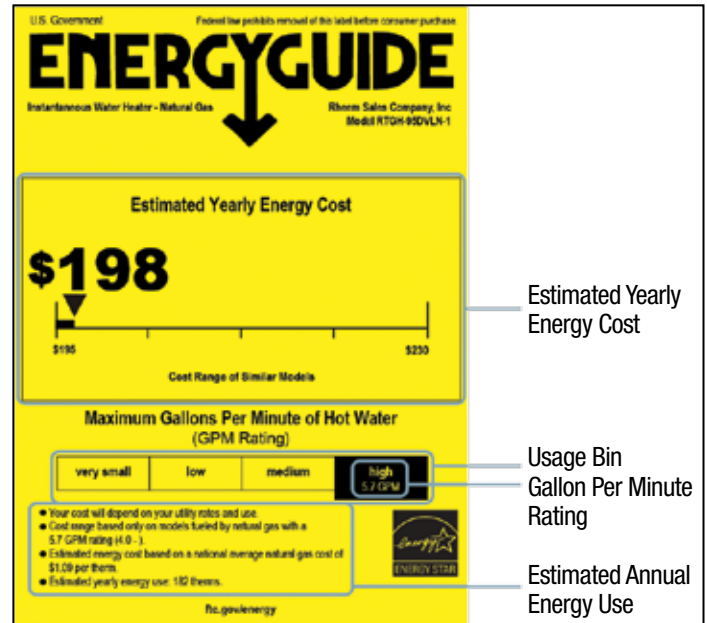 U.S. Government Federal law prohibits removal of this label before consumer purchase.
ENERGYGUIDE
Instantaneous Water Heater - Natural Gas
Rheem Sales Company, Inc
Model RTGH-95DVLN-1
Estimated Yearly Energy Cost
$198
$195 $230
Cost Range of Similar Models
Estimated Yearly
Energy Cost
Maximum Gallons Per Minute of Hot Water
(GPM Rating)
very small low medium high
5.7 GPM
Usage Bin
Gallon Per Minute
Rating
● Your cost will depend on your utility rates and use.
● Cost range based only on models fueled by natural gas with a
5.7 GPM rating (4.0 - ).
● Estimated energy cost based on a national average natural gas cost of
$1.09 per therm.
● Estimated yearly energy use: 182 therms.
energy
ENERGY STAR
Estimated Annual
Energy Use
ftc.gov/energy